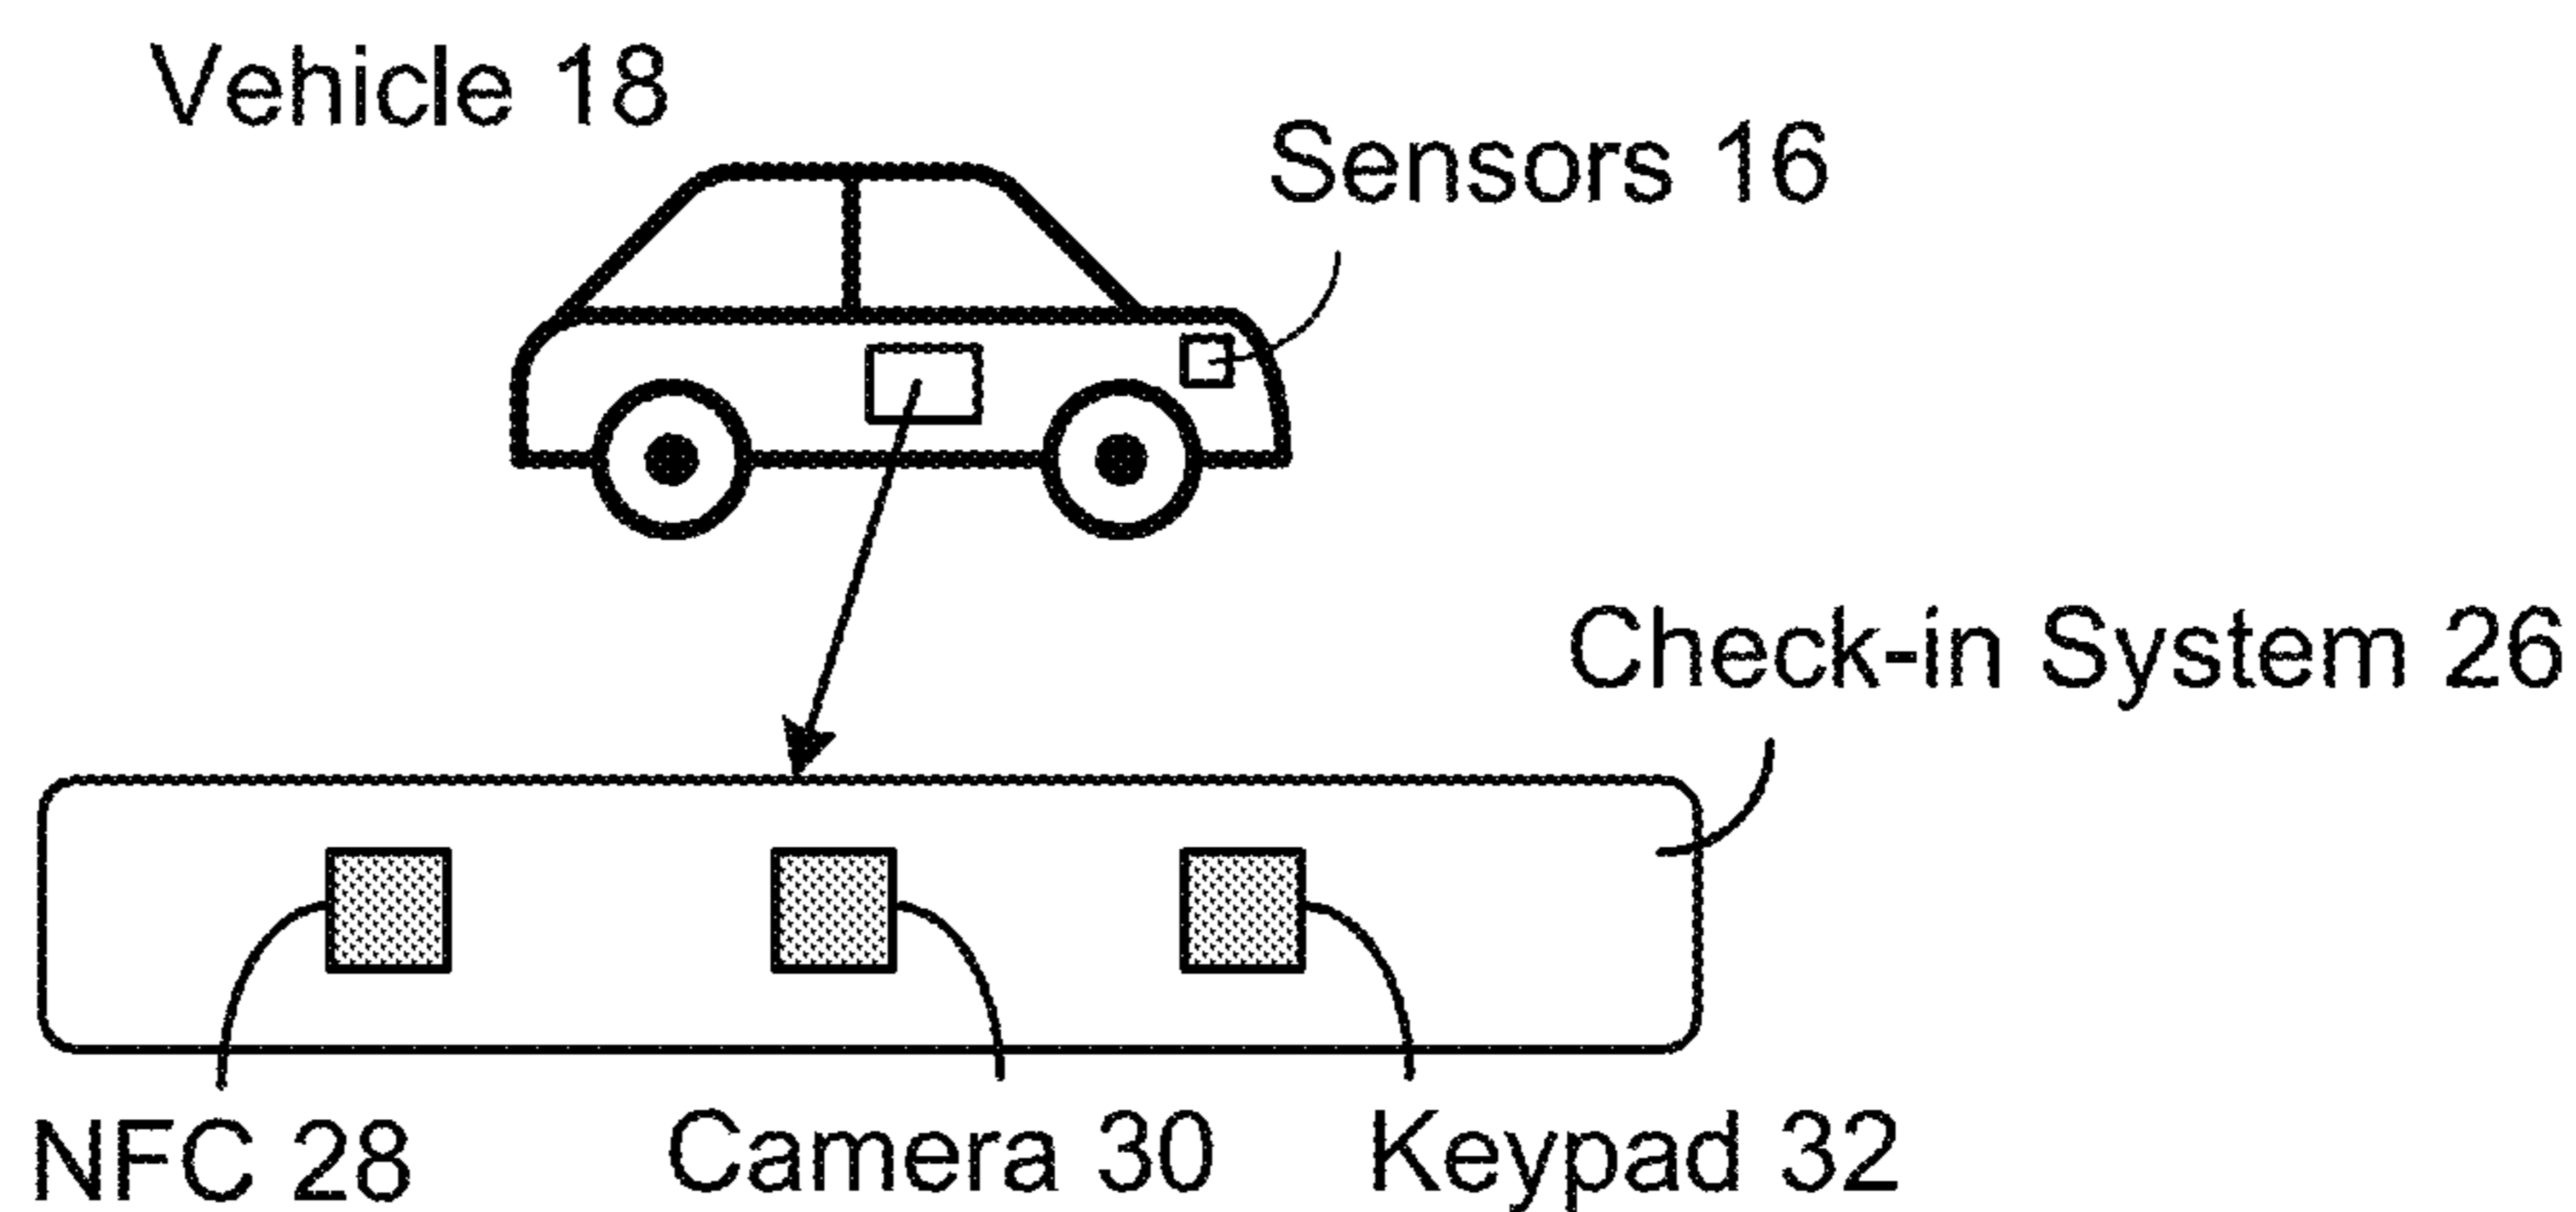 Vehicle 18
Sensors 16
Check-in System 26
NFC 28
Camera 30
Keypad 32